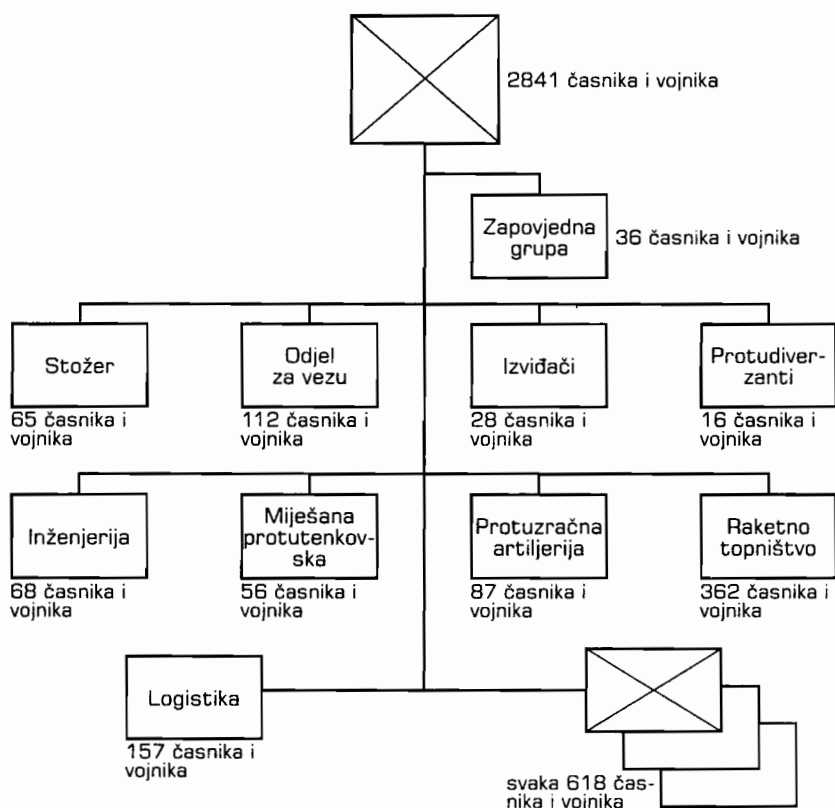 2841 časnika i vojnika
Zapovjedna
grupa
36 časnika i vojnika
Stožer
65 časnika i
vojnika
Odjel
za vezu
112 časnika i
vojnika
Izviđači
28 časnika i
vojnika
Protudiver-
zanti
16 časnika i
vojnika
Inženjerija
68 časnika i
vojnika
Miješana
protutenkov-
ska
56 časnika i
vojnika
Protuzračna
artiljerija
87 časnika i
vojnika
Raketno
topništvo
362 časnika i
vojnika
Logistika
157 časnika i
vojnika
svaka 618 čas-
nika i vojnika